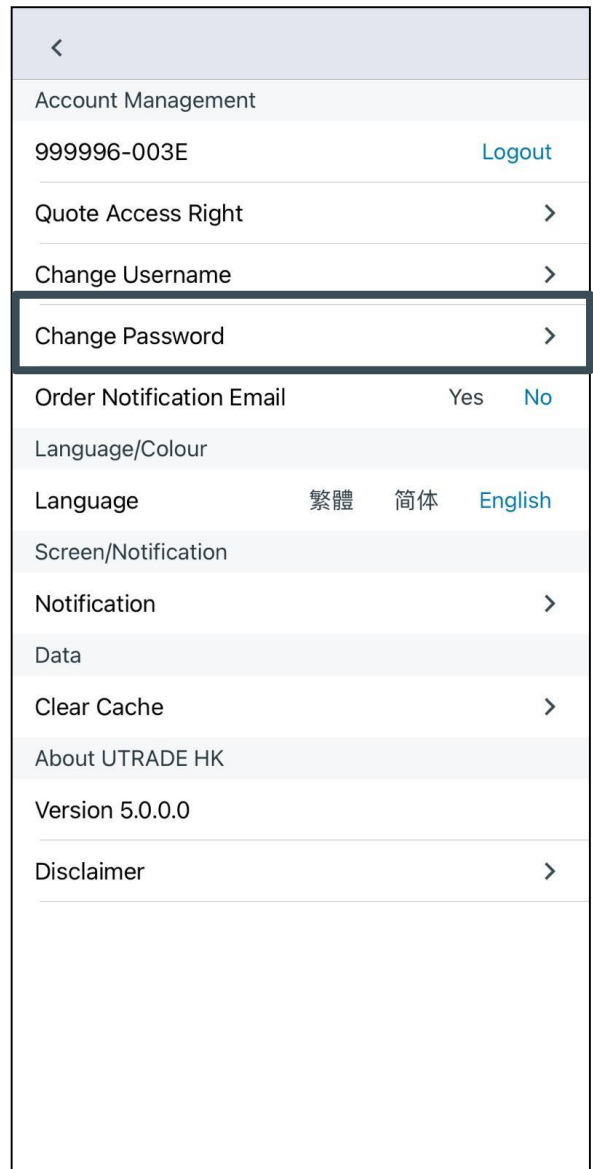 Account Management
999996-003E Logout
Quote Access Right
Change Username
Change Password
Order Notification Email Yes No
Language/Colour
Language 繁體 简体 English
Screen/Notification
Notification
Data
Clear Cache
About UTRADE HK
Version 5.0.0.0
Disclaimer